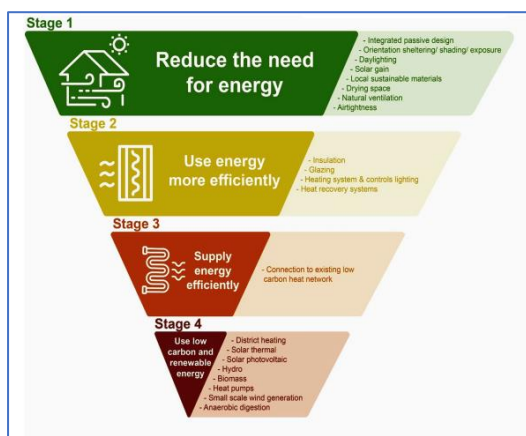 Stage 1
Reduce the need
for energy
- Integrated passive design
- Orientation sheltering/ shading/ exposure
- Daylighting
- Solar gain
- Local sustainable materials
- Drying space
- Natural ventilation
- Airtightness
Stage 2
Use energy
more efficiently
- Insulation
- Glazing
- Heating system & controls lighting
- Heat recovery systems
Stage 3
Supply
energy
efficiently
- Connection to existing low
carbon heat network
Stage 4
Use low
carbon and
renewable
energy
- District heating
- Solar thermal
- Solar photovoltaic
- Hydro
- Biomass
- Heat pumps
- Small scale wind generation
- Anaerobic digestion